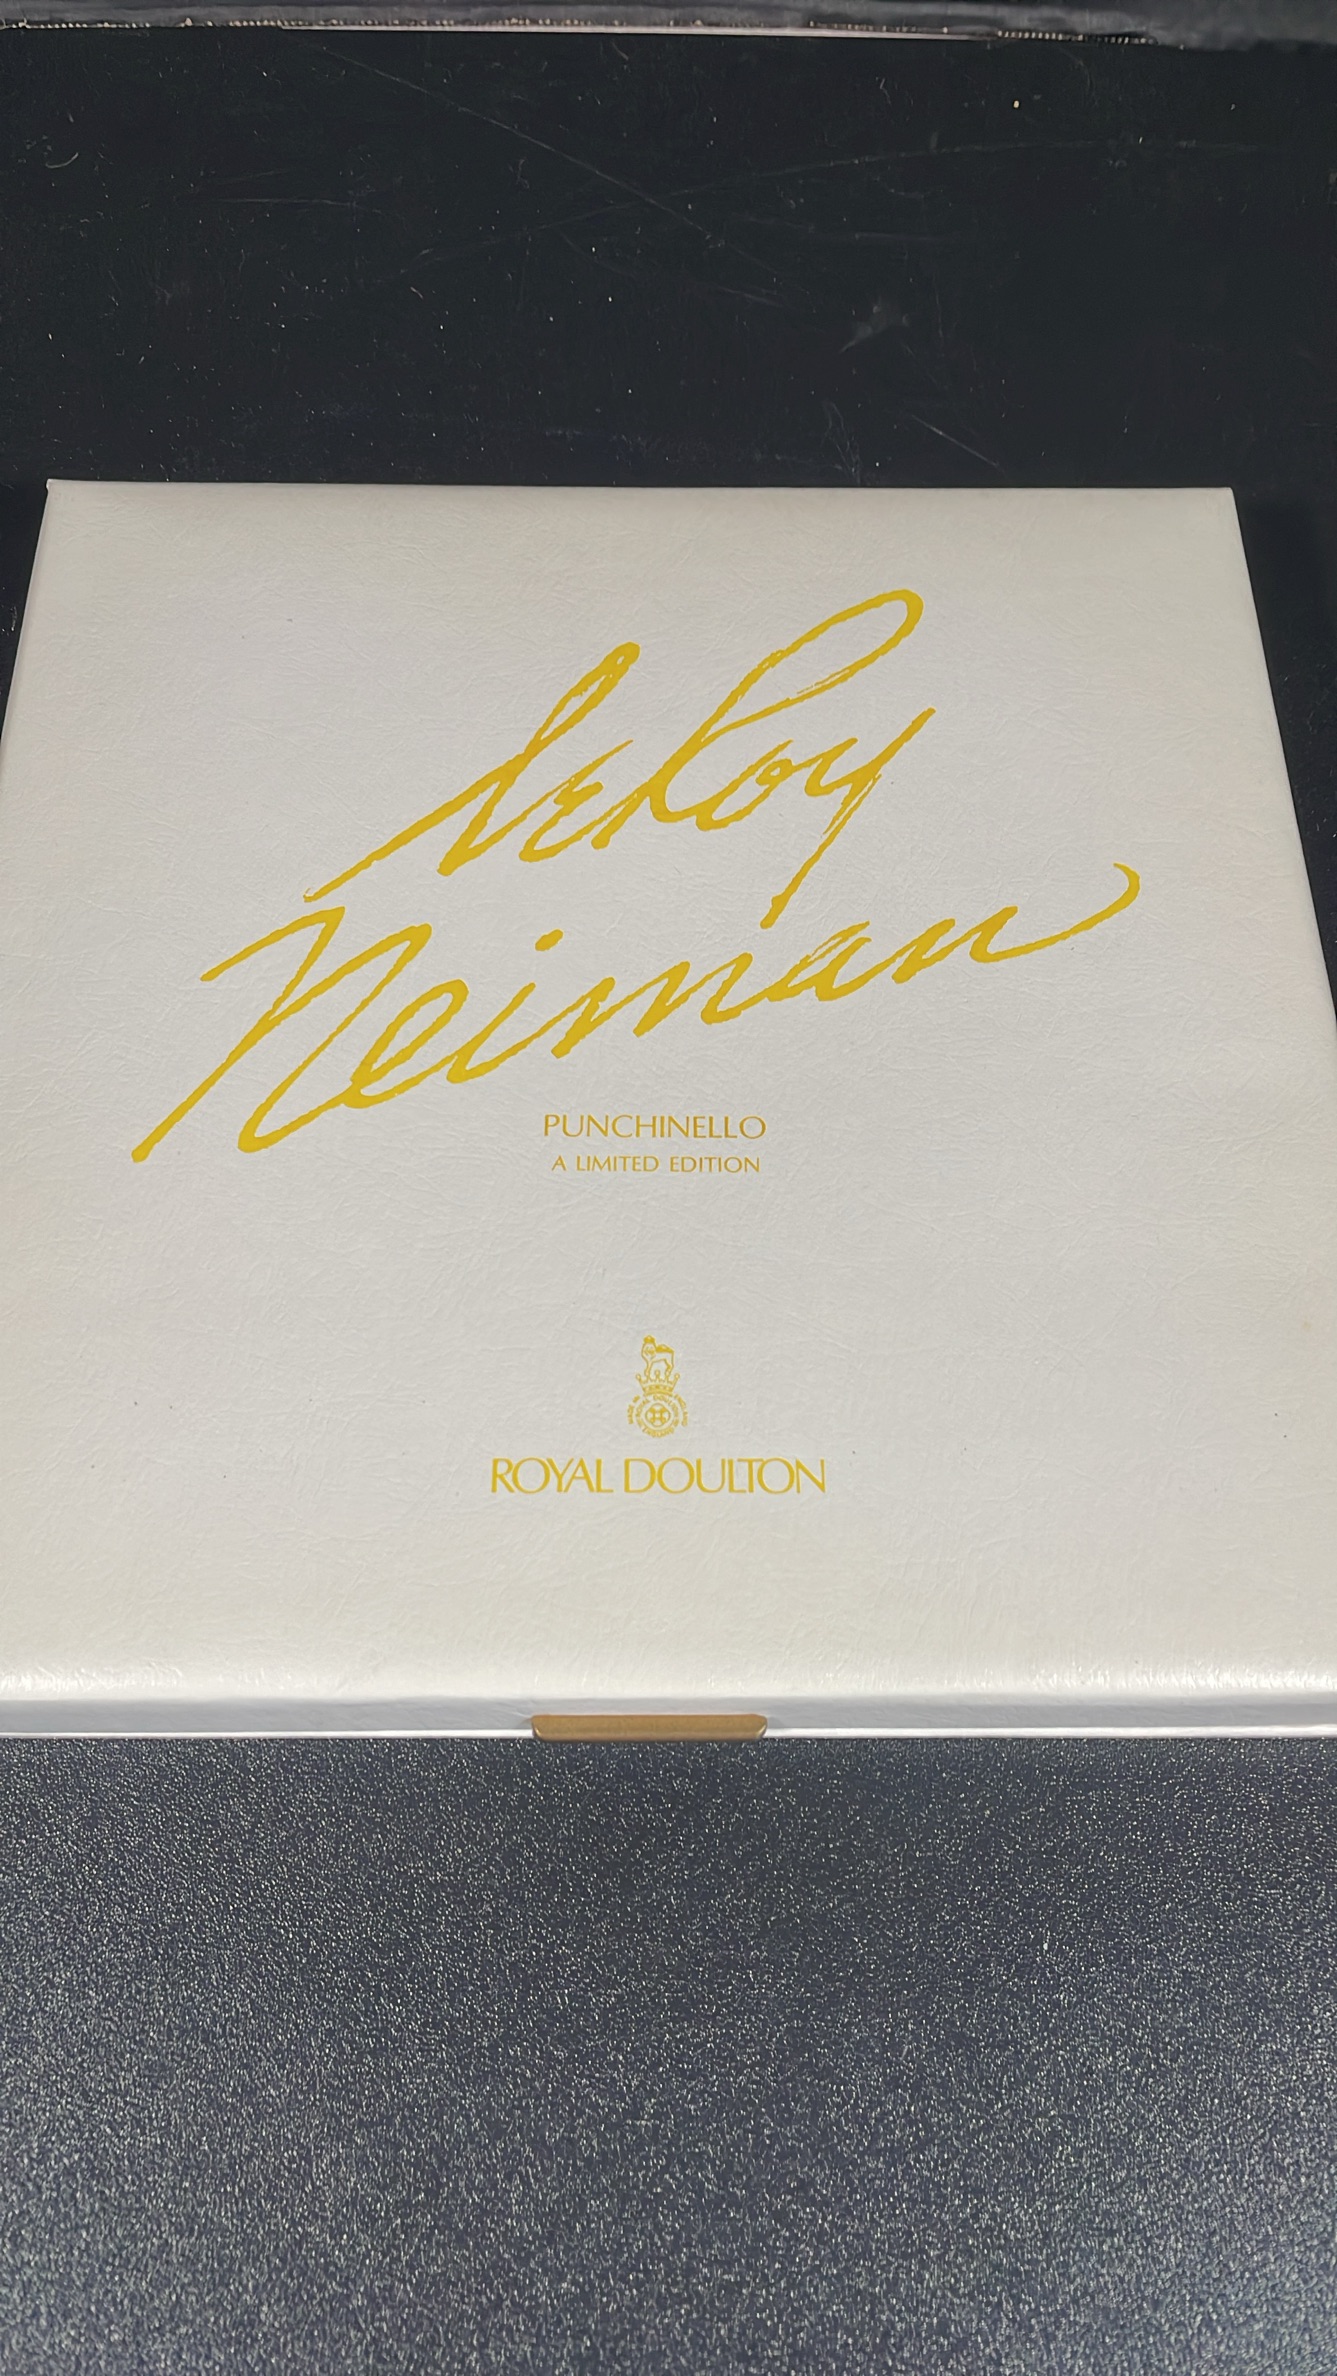 LeRoy
Neiman
PUNCHINELLO
A LIMITED EDITION
ROYAL DOULTON